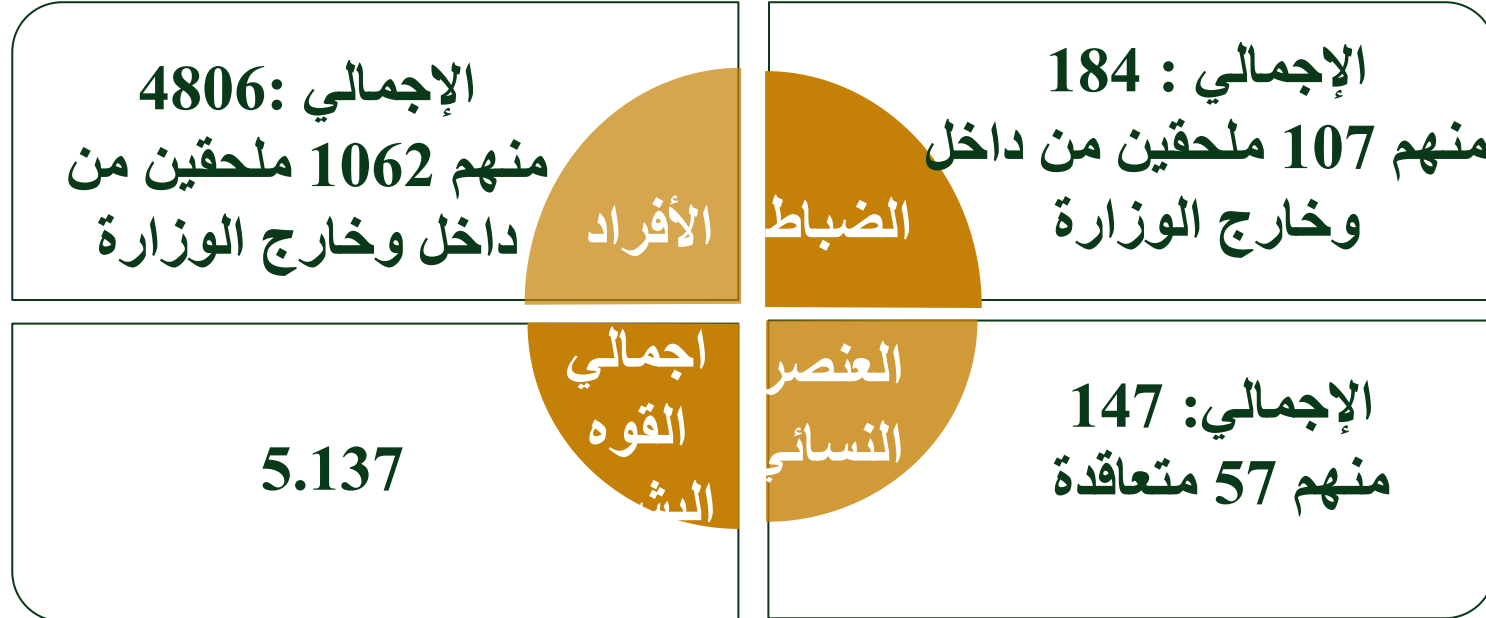 الإجمالي : 184
منهم 107 ملحقين من داخل
وخارج الوزارة
الضباط
الإجمالي :4806
منهم 1062 ملحقين من
داخل وخارج الوزارة
الأفراد
العنصر
النسائي
الإجمالي: 147
منهم 57 متعاقدة
اجمالي
القوه
5.137